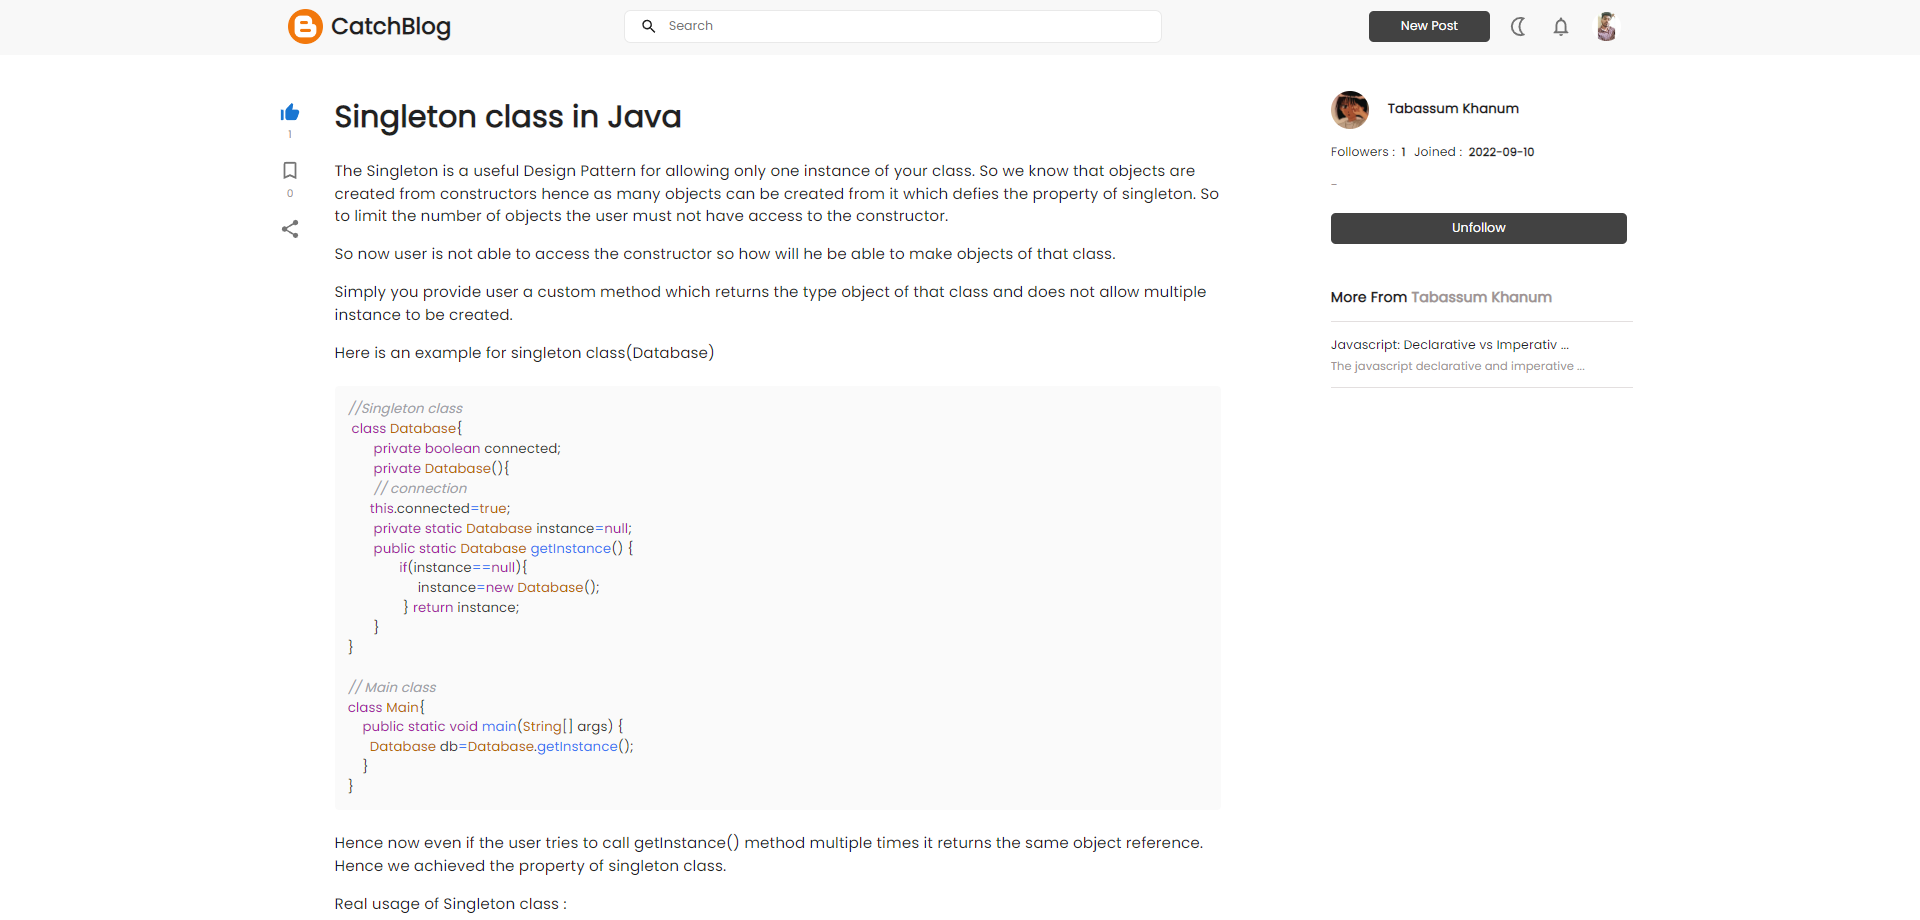 CatchBlog
Search
New Post
Singleton class in Java
1
0
The Singleton is a useful Design Pattern for allowing only one instance of your class. So we know that objects are
created from constructors hence as many objects can be created from it which defies the property of singleton. So
to limit the number of objects the user must not have access to the constructor.
So now user is not able to access the constructor so how will he be able to make objects of that class.
Simply you provide user a custom method which returns the type object of that class and does not allow multiple
instance to be created.
Here is an example for singleton class(Database)
//Singleton class
class Database{
private boolean connected;
private Database(){
// connection
this.connected=true;
private static Database instance=null;
public static Database getInstance() {
if(instance==null){
instance=new Database();
} return instance;
}
}
// Main class
class Main{
public static void main(String[] args) {
Database db=Database.getInstance();
}
}
Hence now even if the user tries to call getInstance() method multiple times it returns the same object reference.
Hence we achieved the property of singleton class.
Real usage of Singleton class :
Tabassum Khanum
Followers : 1 Joined : 2022-09-10
-
Unfollow
More From Tabassum Khanum
Javascript: Declarative vs Imperativ ...
The javascript declarative and imperative ...